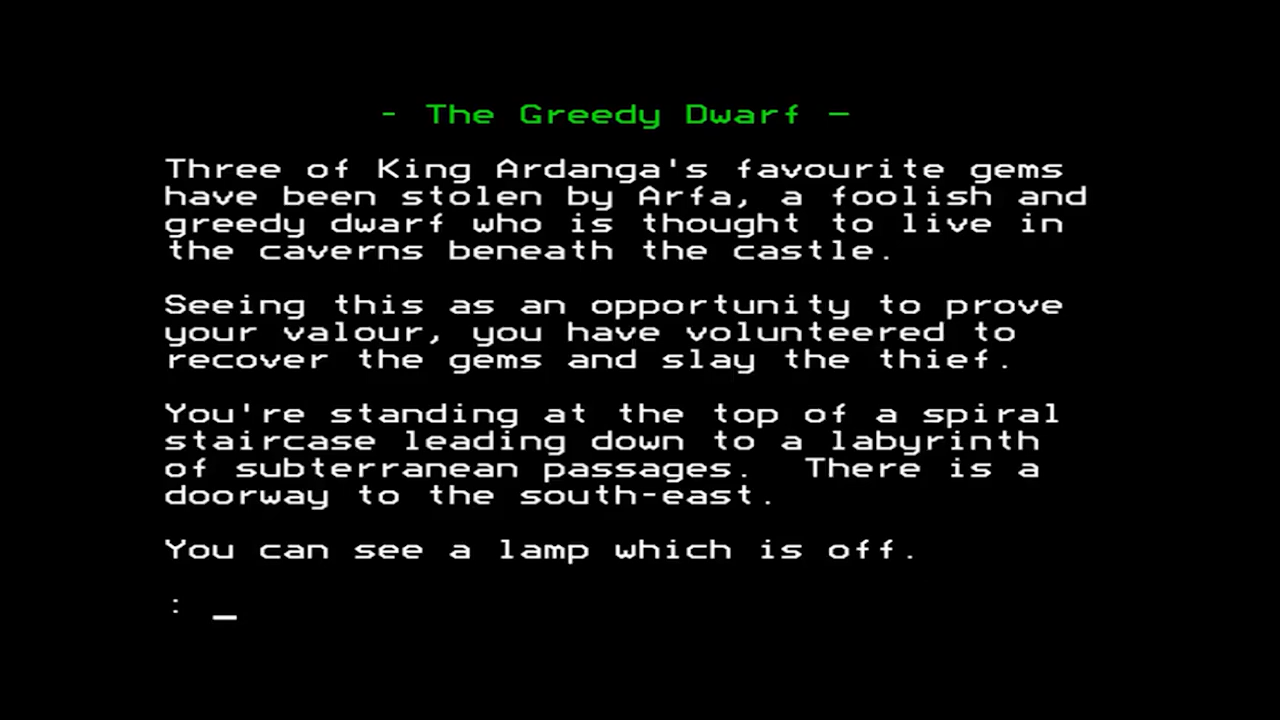 - The Greedy Dwarf -
Three of King Ardanga's favourite gems
have been stolen by Arfa, a foolish and
greedy dwarf who is thought to live in
the caverns beneath the castle.
Seeing this as an opportunity to prove
your valour, you have volunteered to
recover the gems and slay the thief.
You're standing at the top of a spiral
staircase leading down to a labyrinth
of subterranean passages.  There is a
doorway to the south-east.
You can see a lamp which is off.
: _